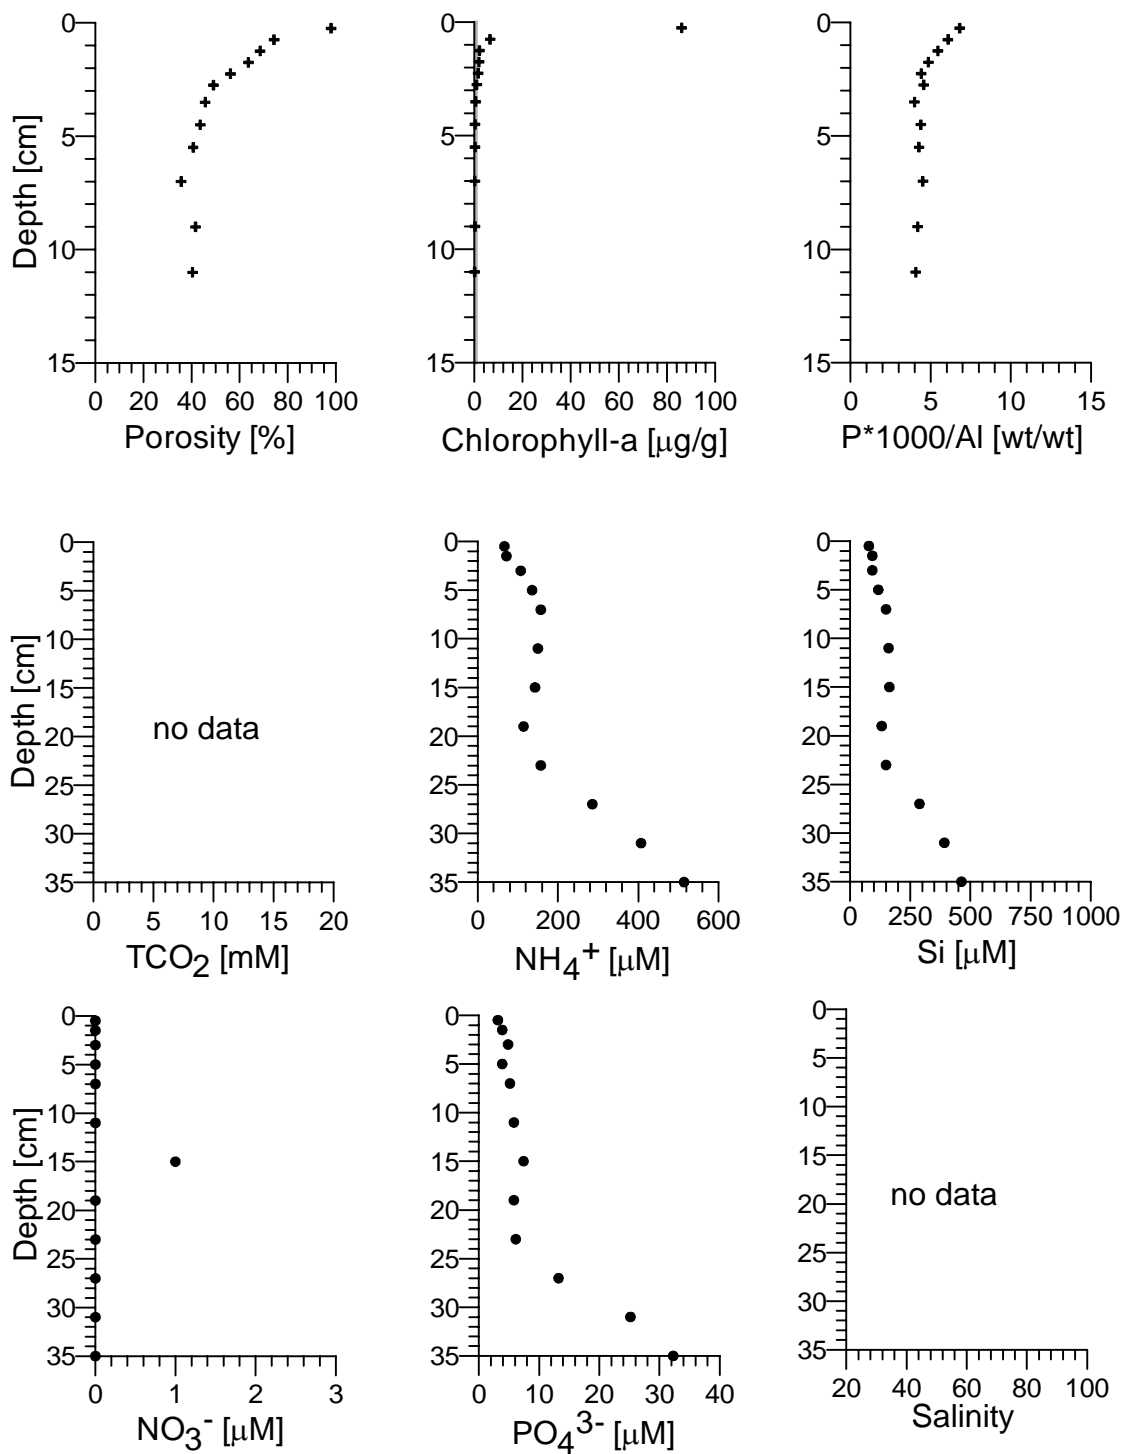 0 0 0
5 5 5
10 10
15 15 15
Depth [cm]
0 20 40 60 80 100 0 20 40 60 80 100 0 5 10 15
Porosity [%] Chlorophyll-a [μg/g] P*1000/Al [wt/wt]
0 0 0
5 5 5
10 10 10
15 15 15
20 20 20
25 25 25
30 30 30
35 35 35
Depth [cm]
no data
0 5 10 15 20 0 200 400 600 0 250 500 750 1000
TCO2 [mM] NH4+ [μM] Si [μM]
0 0 0
5 5 5
10 10 10
15 15 15
20 20 20
25 25 25
30 30 30
35 35 35
Depth [cm]
no data
0 1 2 3 0 10 20 30 40 20 40 60 80 100
NO3- [μM] PO43- [μM] Salinity